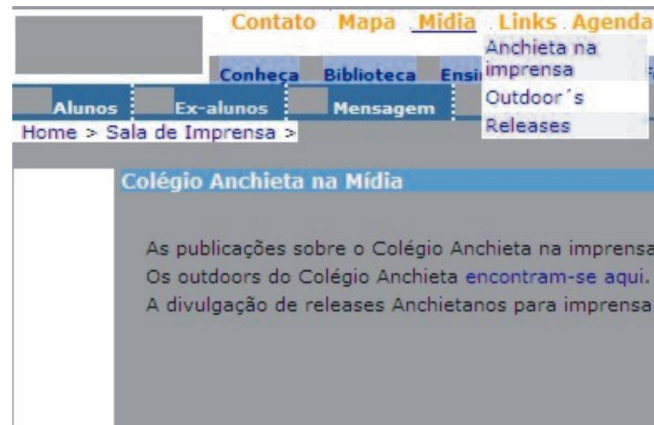 Contato Mapa Midia Links Agenda
Anchieta na
imprensa
Outdoor´s
Releases
Conheça Biblioteca
Alunos Ex-alunos Mensagem
Home > Sala de Imprensa >
Colégio Anchieta na Mídia
As publicações sobre o Colégio Anchieta na imprensa
Os outdoors do Colégio Anchieta encontram-se aqui.
A divulgação de releases Anchietanos para imprensa